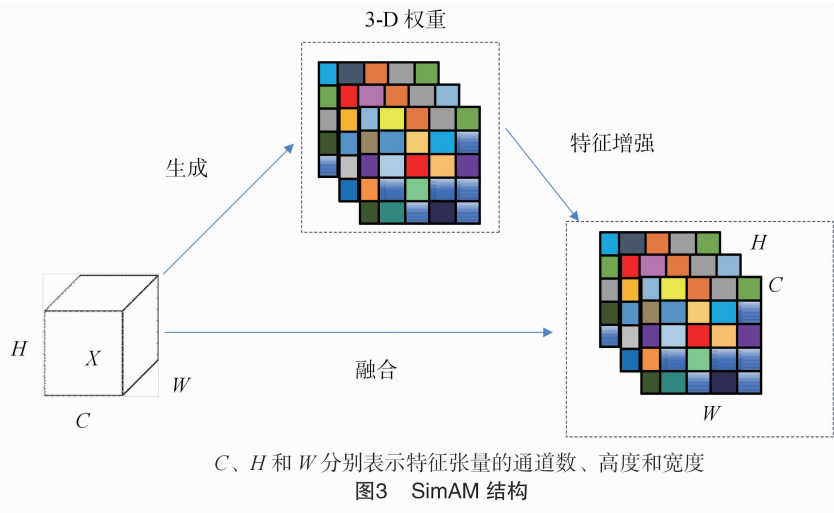 3-D 权重
生成
特征增强
H
C
W
H
X
W
C
融合
C、H 和 W 分别表示特征张量的通道数、高度和宽度
图3 SimAM 结构